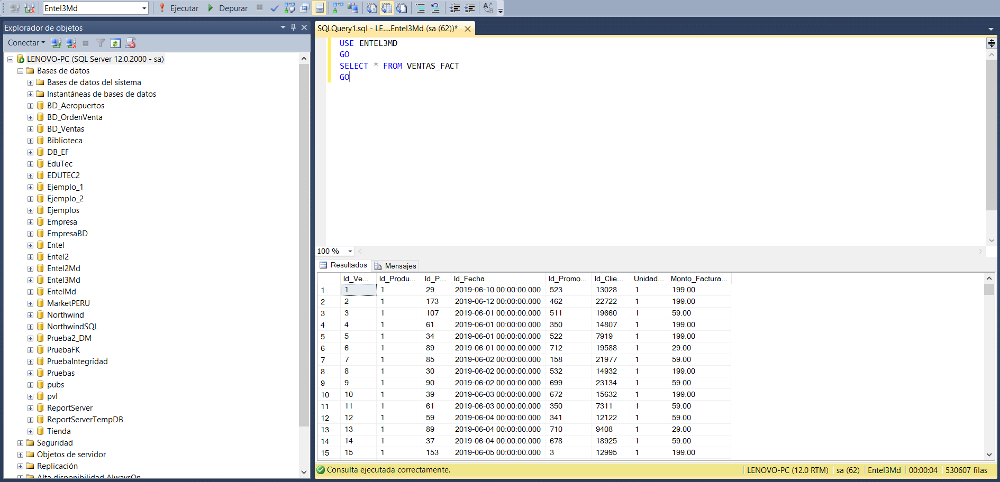 Entel3Md Ejecutar Depurar
Explorador de objetos
Conectar
LENOVO-PC (SQL Server 12.0.2000 - sa)
Bases de datos
Bases de datos del sistema
Instantáneas de bases de datos
BD_Aeropuertos
BD_OrdenVenta
BD_Ventas
Biblioteca
DB_EF
EduTec
EDUTEC2
Ejemplo_1
Ejemplo_2
Ejemplos
Empresa
EmpresaBD
Entel
Entel2
Entel2Md
Entel3Md
EntelMd
MarketPERU
Northwind
NorthwindSQL
Prueba2_DM
PruebaFK
PruebaIntegridad
Pruebas
pubs
pvl
ReportServer
ReportServerTempDB
Tienda
Seguridad
Objetos de servidor
Replicación
Alta disponibilidad AlwaysOn
SQLQuery1.sql - LE....Entel3Md (sa (62))*
USE ENTEL3MD
GO
SELECT * FROM VENTAS_FACT
GO
100 %
Resultados Mensajes
Id_Ve... Id_Produ... Id_P... Id_Fecha Id_Promo... Id_Clie... Unidad... Monto_Factura...
1 1 1 29 2019-06-10 00:00:00.000 523 13028 1 199.00
2 2 1 173 2019-06-12 00:00:00.000 462 22722 1 199.00
3 3 1 107 2019-06-01 00:00:00.000 511 19660 1 59.00
4 4 1 61 2019-06-01 00:00:00.000 350 14807 1 199.00
5 5 1 34 2019-06-01 00:00:00.000 522 7919 1 199.00
6 6 1 89 2019-06-01 00:00:00.000 712 19588 1 29.00
7 7 1 85 2019-06-02 00:00:00.000 158 21977 1 59.00
8 8 1 30 2019-06-02 00:00:00.000 532 14932 1 199.00
9 9 1 90 2019-06-02 00:00:00.000 699 23134 1 59.00
10 10 1 39 2019-06-03 00:00:00.000 672 15632 1 199.00
11 11 1 61 2019-06-03 00:00:00.000 350 7311 1 59.00
12 12 1 59 2019-06-04 00:00:00.000 341 12122 1 59.00
13 13 1 89 2019-06-04 00:00:00.000 710 9408 1 29.00
14 14 1 37 2019-06-04 00:00:00.000 678 18925 1 59.00
15 15 1 153 2019-06-05 00:00:00.000 3 12995 1 199.00
Consulta ejecutada correctamente. LENOVO-PC (12.0 RTM) sa (62) Entel3Md 00:00:04 530607 filas